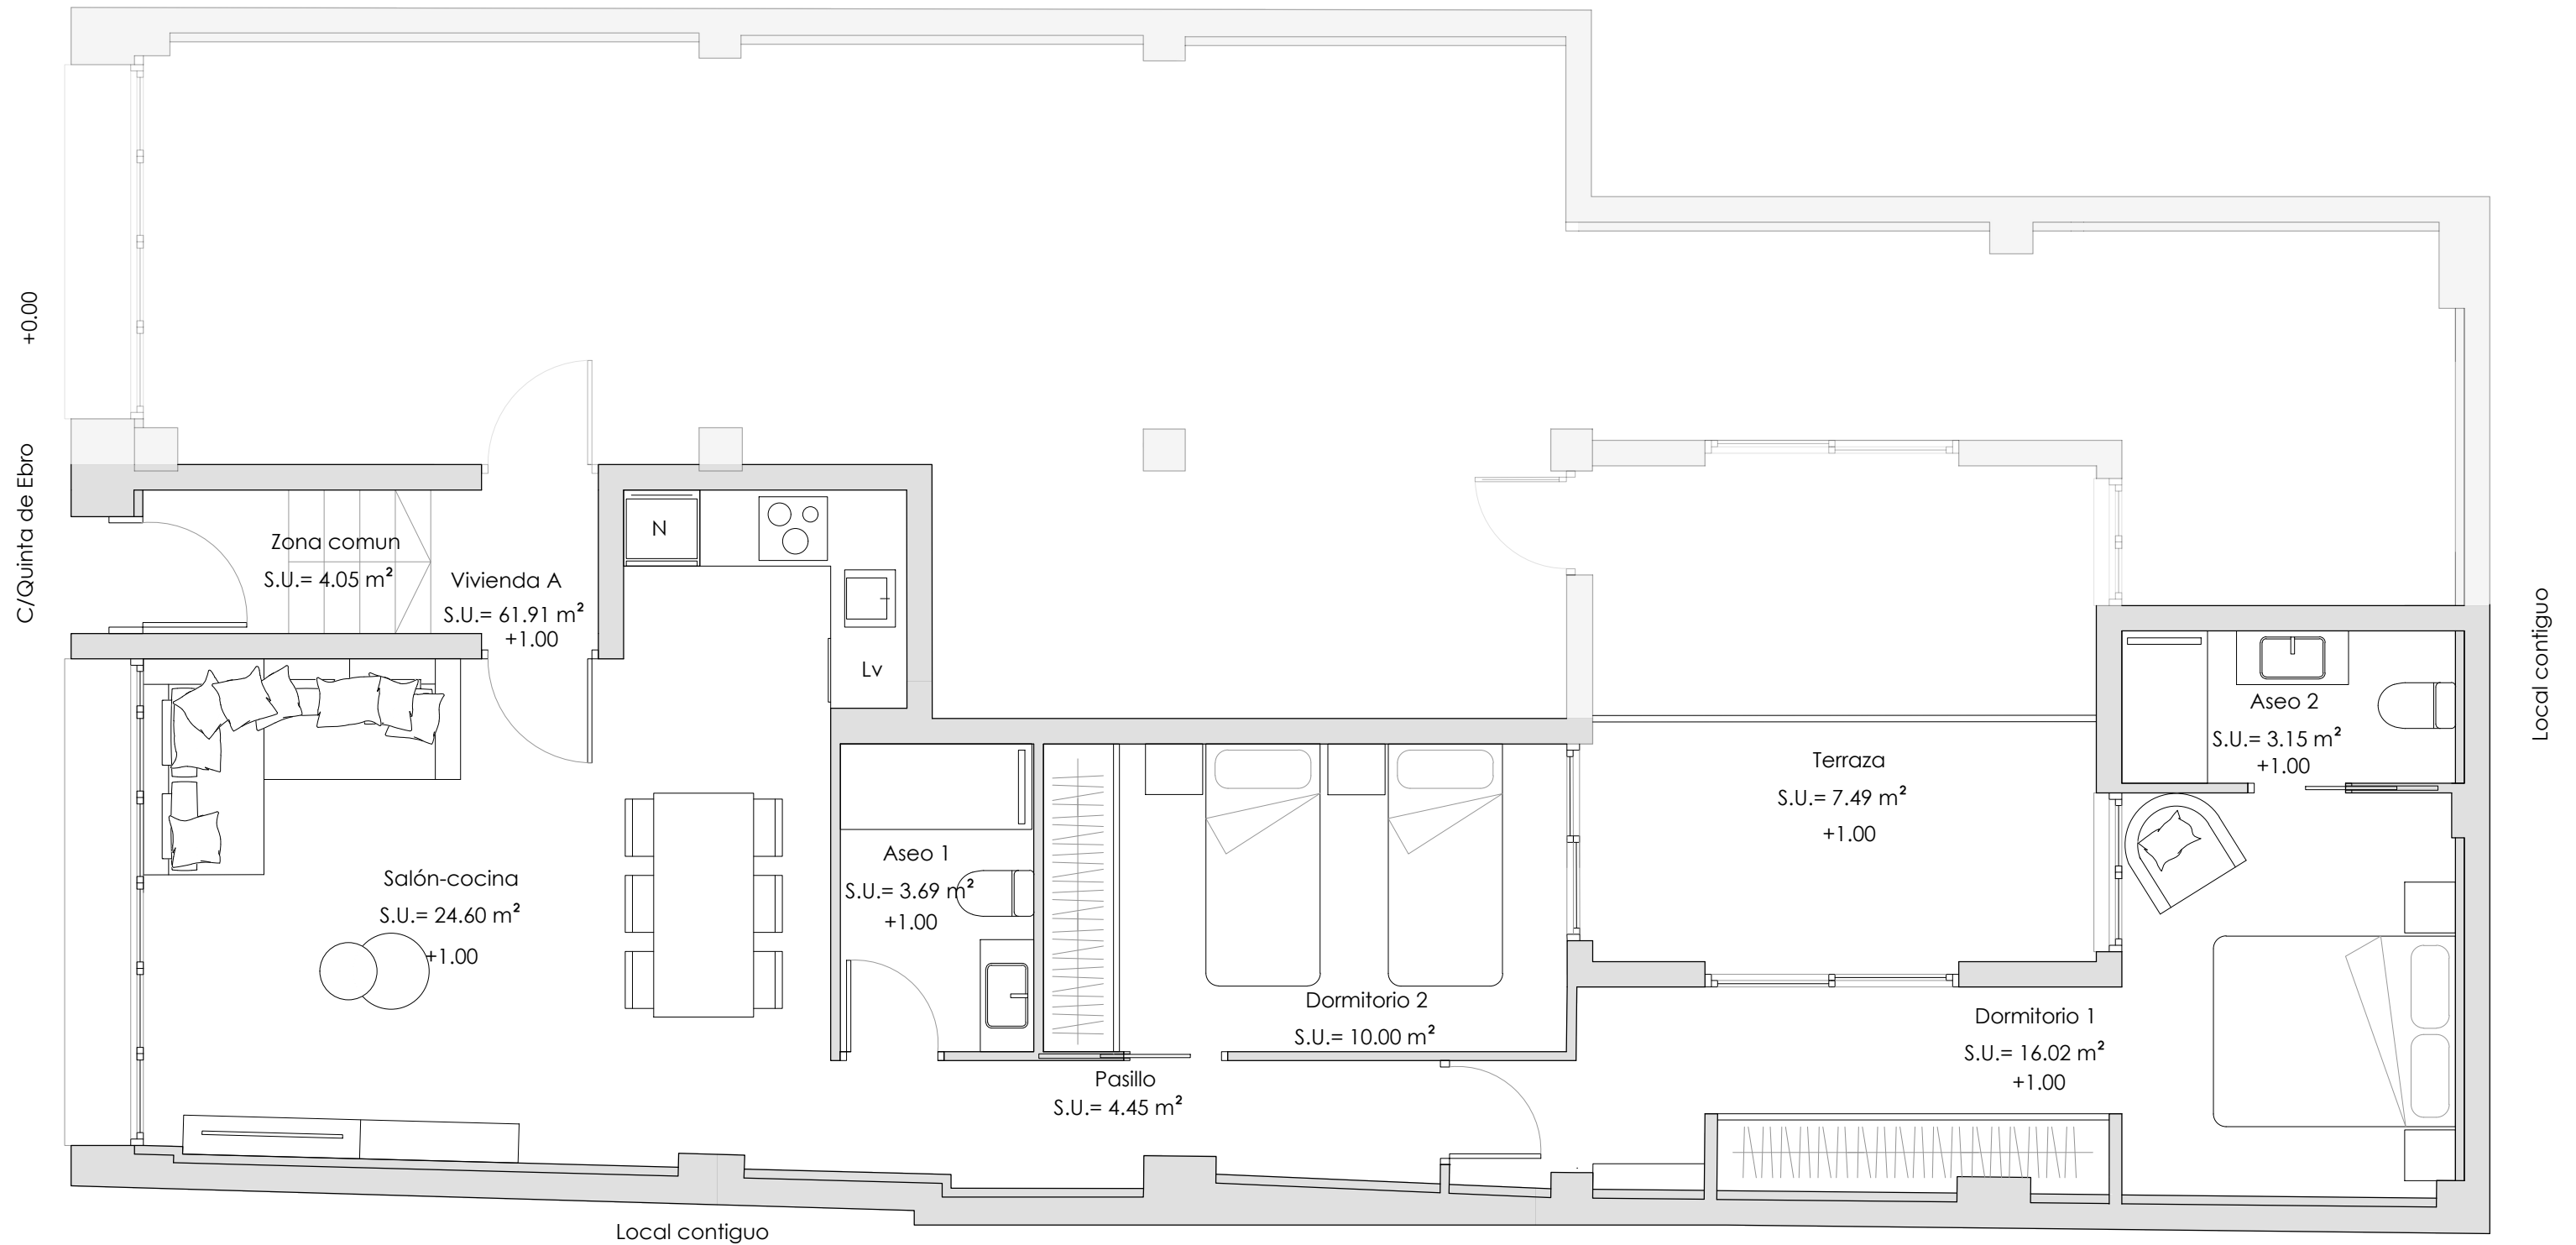 +0.00
C/Quinta de Ebro
Zona comun
S.U.= 4.05 m²
Vivienda A
S.U.= 61.91 m²
+1.00
N
Lv
Salón-cocina
S.U.= 24.60 m²
+1.00
Aseo 1
S.U.= 3.69 m²
+1.00
Dormitorio 2
S.U.= 10.00 m²
Pasillo
S.U.= 4.45 m²
Terraza
S.U.= 7.49 m²
+1.00
Aseo 2
S.U.= 3.15 m²
+1.00
Dormitorio 1
S.U.= 16.02 m²
+1.00
Local contiguo
Local contiguo